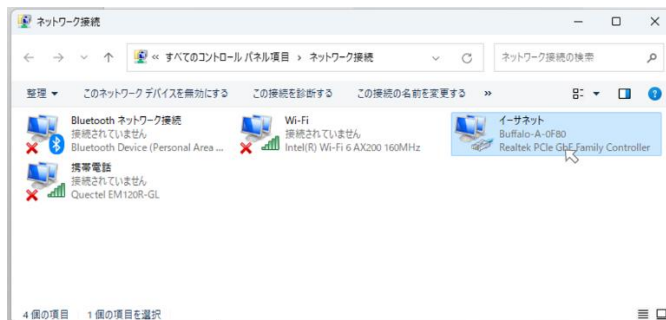 ネットワーク接続
« すべてのコントロール パネル項目 › ネットワーク接続
ネットワーク接続の検索
整理 このネットワーク デバイスを無効にする この接続を診断する この接続の名前を変更する »
Bluetooth ネットワーク接続
接続されていません
Bluetooth Device (Personal Area ...
Wi-Fi
接続されていません
Intel(R) Wi-Fi 6 AX200 160MHz
イーサネット
Buffalo-A-0F80
Realtek PCIe GbE Family Controller
携帯電話
接続されていません
Quectel EM120R-GL
4 個の項目 1 個の項目を選択